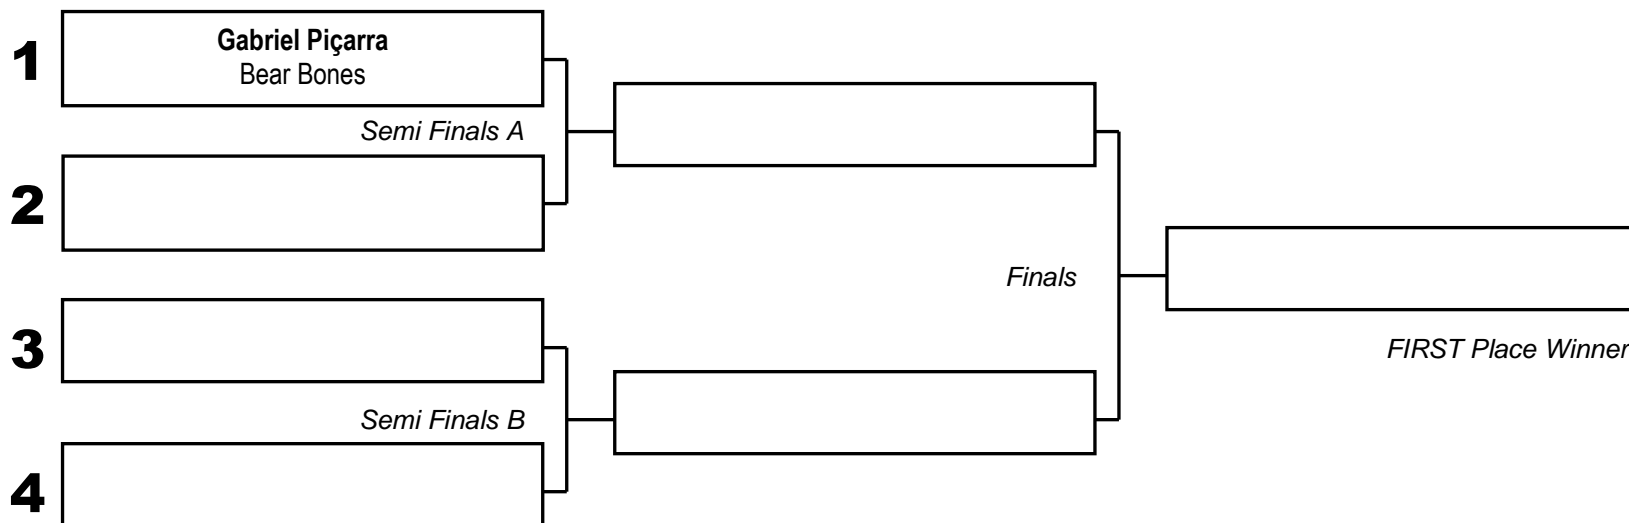 1
Gabriel Piçarra
Bear Bones
Semi Finals A
2
Finals
3
FIRST Place Winner
Semi Finals B
4